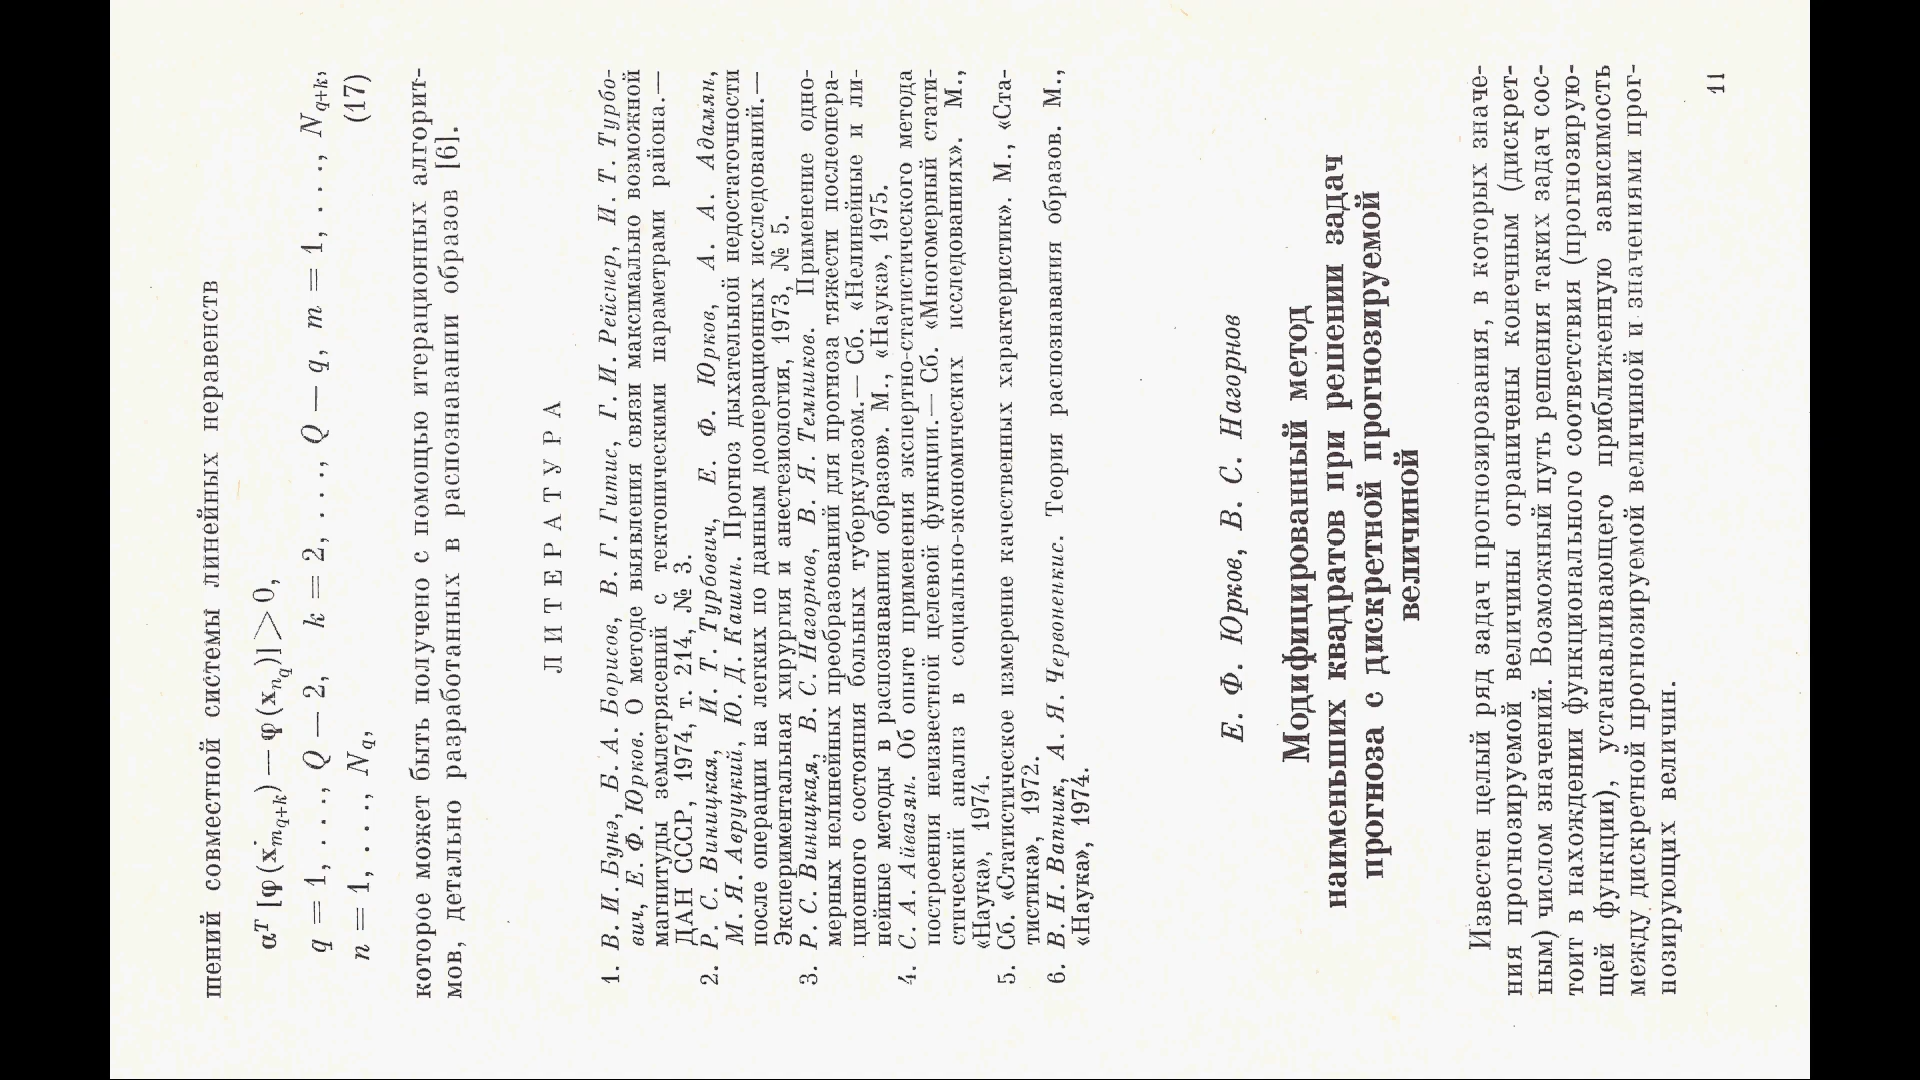 шений совместной системы линейных неравенств
α^T [φ(x_{m_{q+k}}) — φ(x_{n_q})] > 0,
q = 1, . . ., Q — 2,  k = 2, . . ., Q — q, m = 1, . . ., N_{q+k},
n = 1, . . ., N_q,  (17)
которое может быть получено с помощью итерационных алгорит-
мов, детально разработанных в распознавании образов [6].
ЛИТЕРАТУРА
1. В. И. Бунэ, Б. А. Борисов, В. Г. Гитис, Г. И. Рейснер, И. Т. Турбо-
вич, Е. Ф. Юрков. О методе выявления связи максимально возможной
магнитуды землетрясений с тектоническими параметрами района.—
ДАН СССР, 1974, т. 214, № 3.
2. Р. С. Виницкая, И. Т. Турбович, Е. Ф. Юрков, А. А. Адамян,
М. Я. Авруцкий, Ю. Д. Кашин. Прогноз дыхательной недостаточности
после операции на легких по данным дооперационных исследований.—
Экспериментальная хирургия и анестезиология, 1973, № 5.
3. Р. С. Виницкая, В. С. Нагорнов, В. Я. Темников. Применение одно-
мерных нелинейных преобразований для прогноза тяжести послеопера-
ционного состояния больных туберкулезом.— Сб. «Нелинейные и ли-
нейные методы в распознавании образов». М., «Наука», 1975.
4. С. А. Айвазян. Об опыте применения экспертно-статистического метода
построения неизвестной целевой функции.— Сб. «Многомерный стати-
стический анализ в социально-экономических исследованиях». М.,
«Наука», 1974.
5. Сб. «Статистическое измерение качественных характеристик». М., «Ста-
тистика», 1972.
6. В. Н. Вапник, А. Я. Червоненкис. Теория распознавания образов. М.,
«Наука», 1974.
Е. Ф. Юрков, В. С. Нагорнов
Модифицированный метод
наименьших квадратов при решении задач
прогноза с дискретной прогнозируемой
величиной
Известен целый ряд задач прогнозирования, в которых значе-
ния прогнозируемой величины ограничены конечным (дискрет-
ным) числом значений. Возможный путь решения таких задач сос-
тоит в нахождении функционального соответствия (прогнозирую-
щей функции), устанавливающего приближенную зависимость
между дискретной прогнозируемой величиной и значениями прог-
нозирующих величин.
11